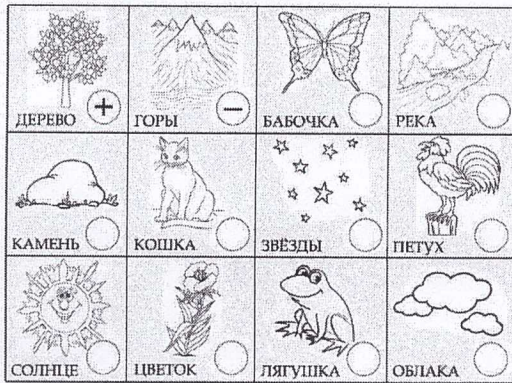 ДЕРЕВО + ГОРЫ − БАБОЧКА РЕКА
КАМЕНЬ КОШКА ЗВЁЗДЫ ПЕТУХ
СОЛНЦЕ ЦВЕТОК ЛЯГУШКА ОБЛАКА